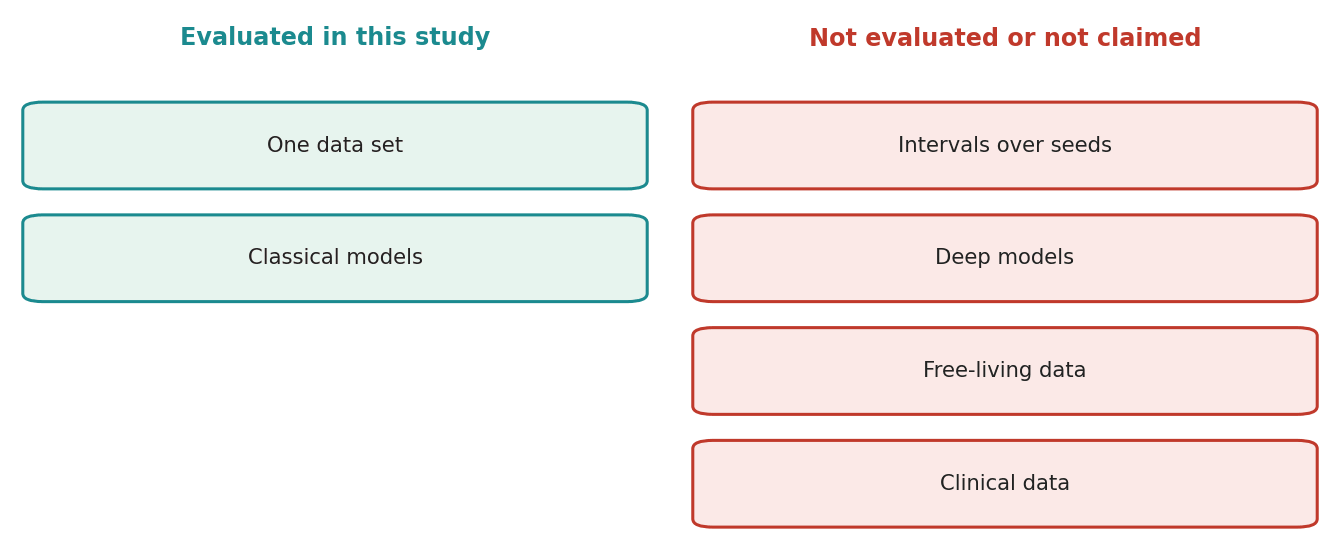 Evaluated in this study
One data set
Classical models
Not evaluated or not claimed
Intervals over seeds
Deep models
Free-living data
Clinical data